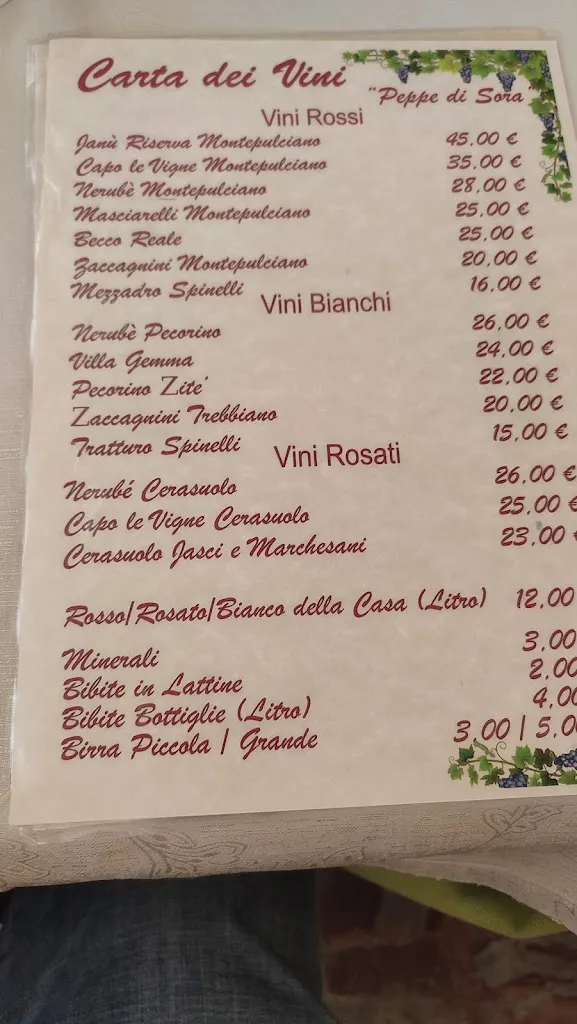 Carta dei Vini
"Peppe di Sora"
Vini Rossi
Janù Riserva Montepulciano 45,00 €
Capo le Vigne Montepulciano 35,00 €
Nerubè Montepulciano 28,00 €
Masciarelli Montepulciano 25,00 €
Becco Reale 25,00 €
Zaccagnini Montepulciano 20,00 €
Mezzadro Spinelli 16,00 €
Vini Bianchi
Nerubè Pecorino 26,00 €
Villa Gemma 24,00 €
Pecorino Zite' 22,00 €
Zaccagnini Trebbiano 20,00 €
Tratturo Spinelli 15,00 €
Vini Rosati
Nerubé Cerasuolo 26,00 €
Capo le Vigne Cerasuolo 25,00 €
Cerasuolo Jasci e Marchesani 23,00 €
Rosso/Rosato/Bianco della Casa (Litro) 12,00
Minerali 3,00
Bibite in Lattine 2,00
Bibite Bottiglie (Litro) 4,00
Birra Piccola | Grande 3,00 | 5,00